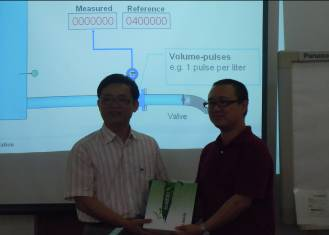 Measured Reference
0000000 0400000
Volume-pulses
e.g. 1 pulse per liter
Valve